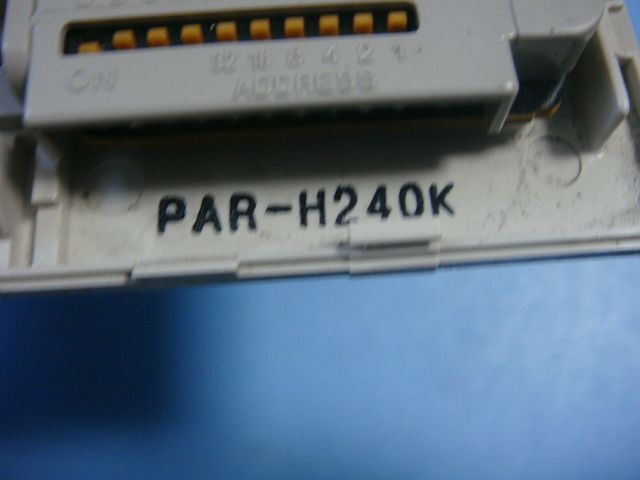 32 16 8 4 2 1
ON
ADDRESS
PAR-H240K